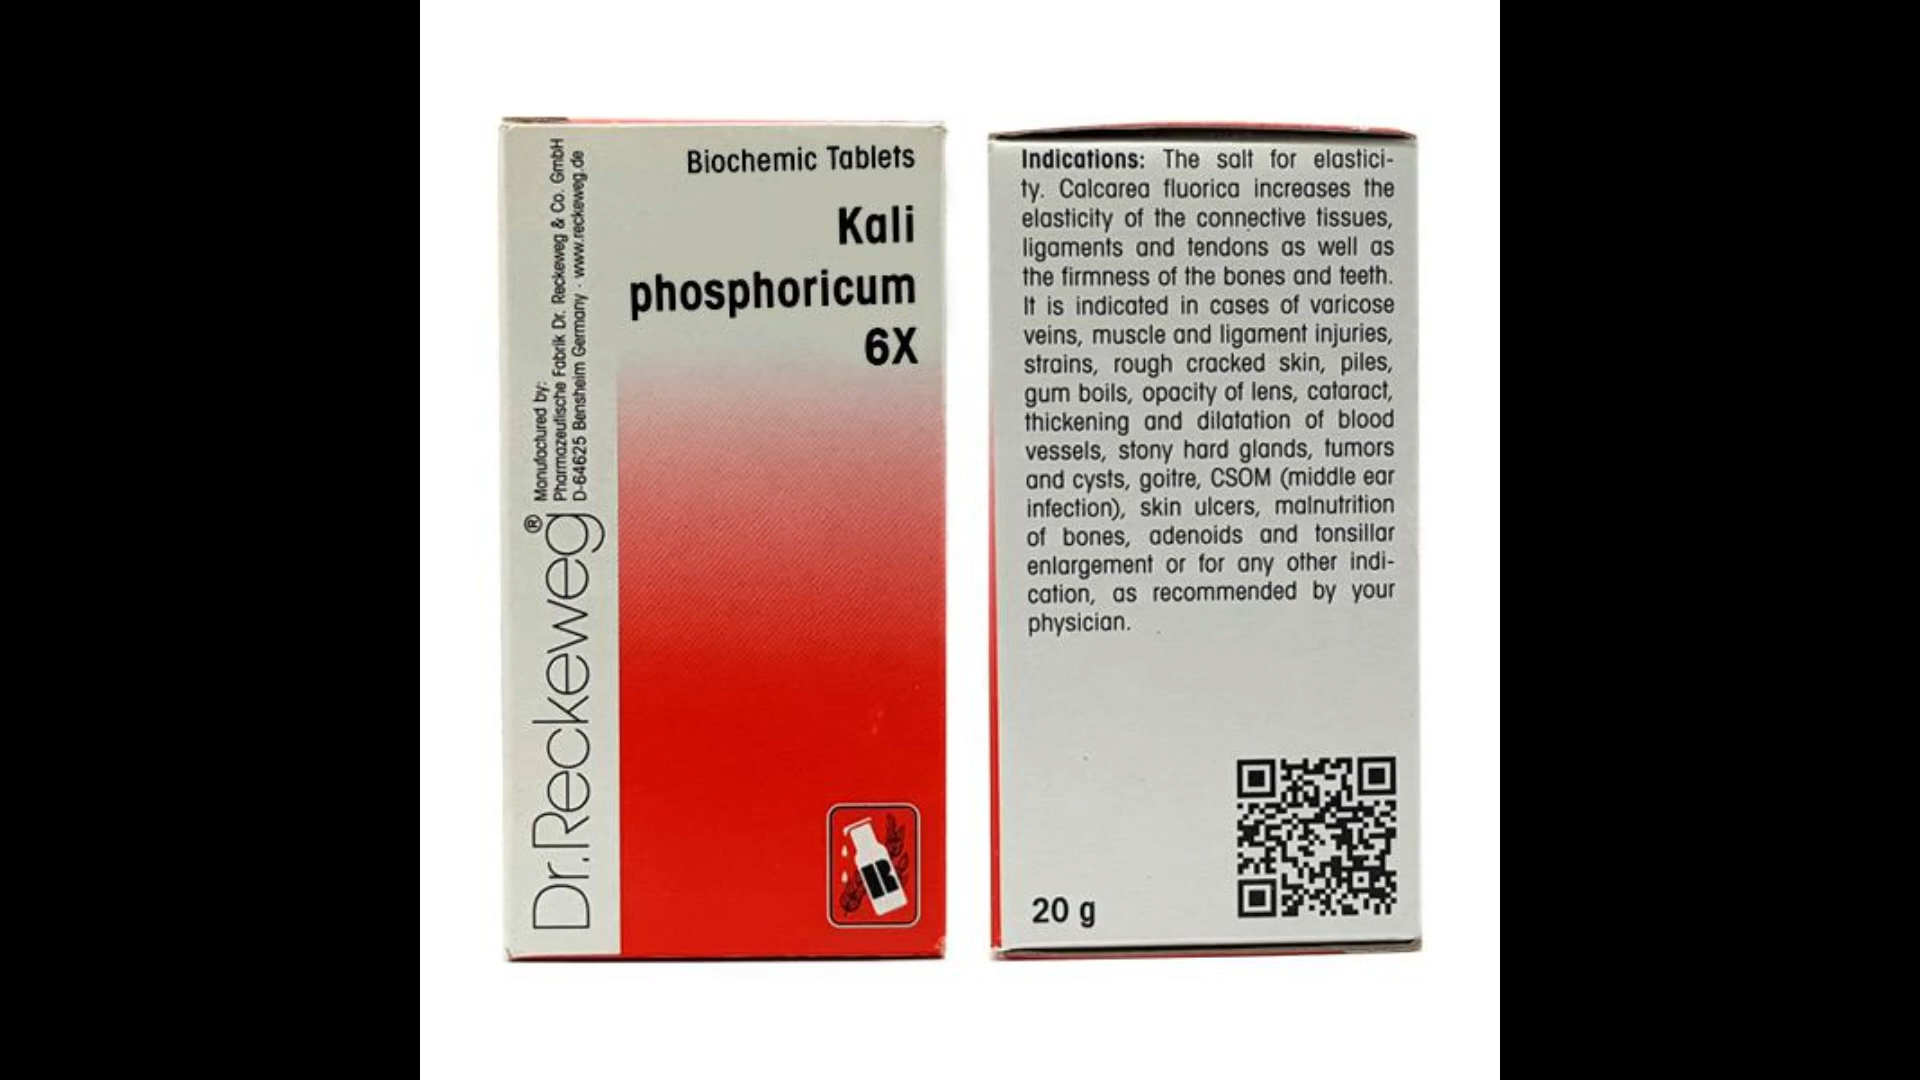 Biochemic Tablets
Kali
phosphoricum
6X
Manufactured by:
Pharmazeutische Fabrik Dr. Reckeweg & Co. GmbH
D-64625 Bensheim Germany · www.reckeweg.de
Dr.Reckeweg®
R
Indications: The salt for elastici-
ty. Calcarea fluorica increases the
elasticity of the connective tissues,
ligaments and tendons as well as
the firmness of the bones and teeth.
It is indicated in cases of varicose
veins, muscle and ligament injuries,
strains, rough cracked skin, piles,
gum boils, opacity of lens, cataract,
thickening and dilatation of blood
vessels, stony hard glands, tumors
and cysts, goitre, CSOM (middle ear
infection), skin ulcers, malnutrition
of bones, adenoids and tonsillar
enlargement or for any other indi-
cation, as recommended by your
physician.
20 g